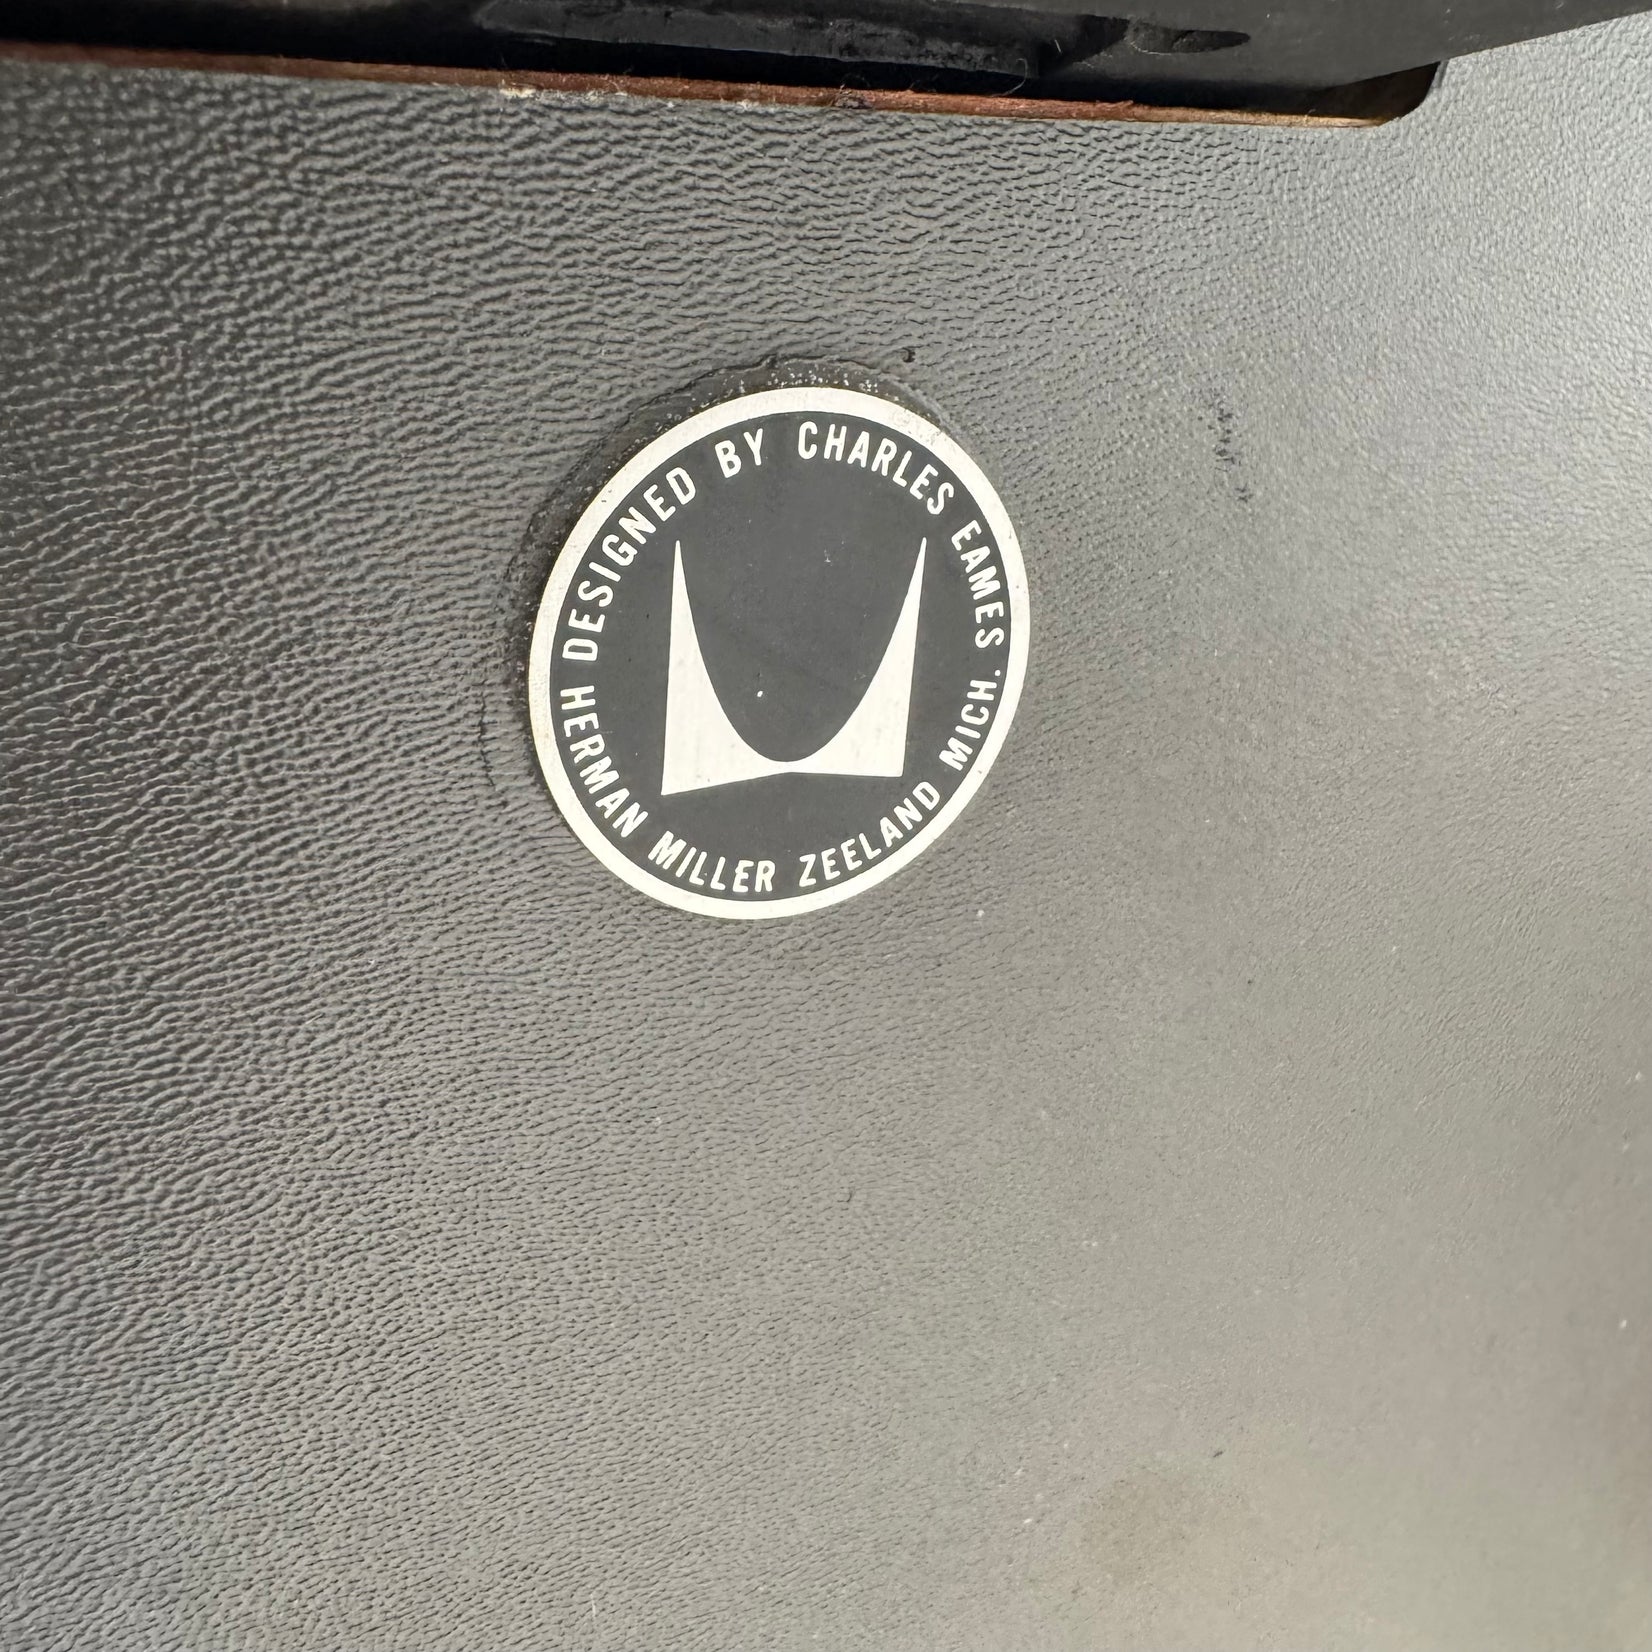 DESIGNED BY CHARLES EAMES
HERMAN MILLER ZEELAND MICH.